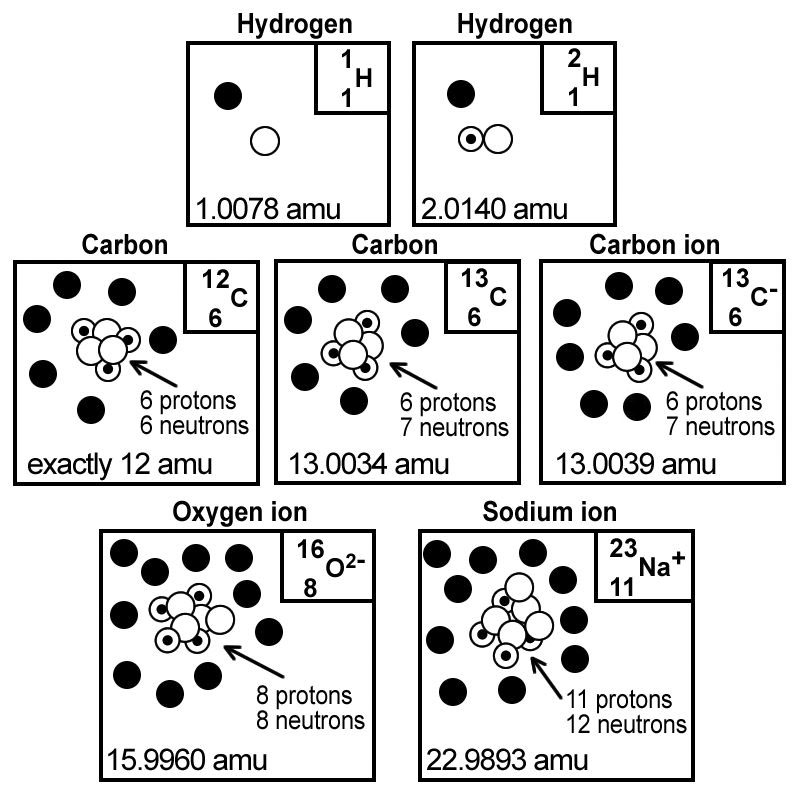 Hydrogen
1
H
1
1.0078 amu
Hydrogen
2
H
1
2.0140 amu
Carbon
12
C
6
6 protons
6 neutrons
exactly 12 amu
Carbon
13
C
6
6 protons
7 neutrons
13.0034 amu
Carbon ion
13
C-
6
6 protons
7 neutrons
13.0039 amu
Oxygen ion
16
O2-
8
8 protons
8 neutrons
15.9960 amu
Sodium ion
23
Na+
11
11 protons
12 neutrons
22.9893 amu